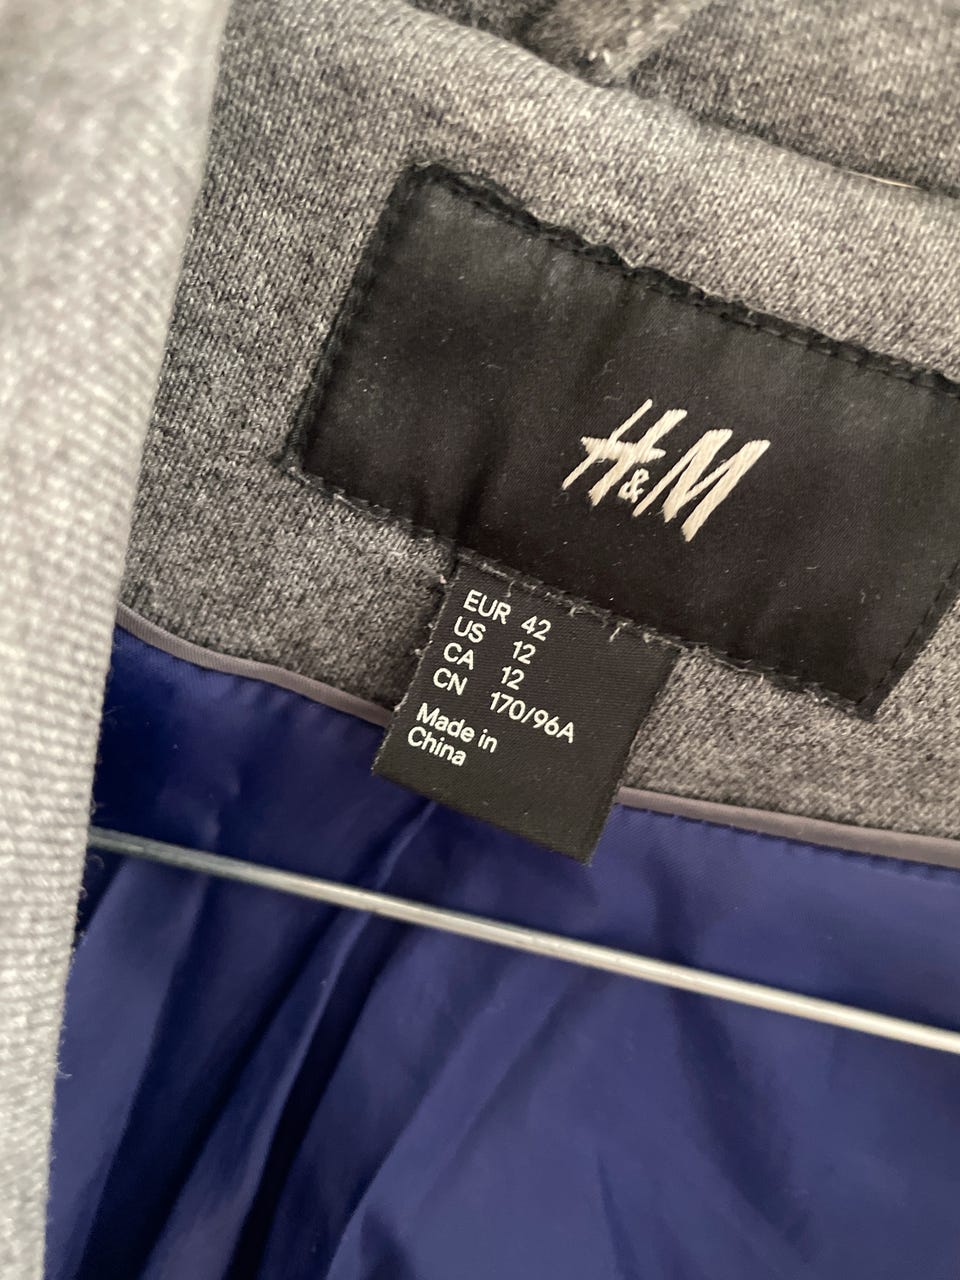 H&M
EUR 42
US 12
CA 12
CN 170/96A
Made in
China